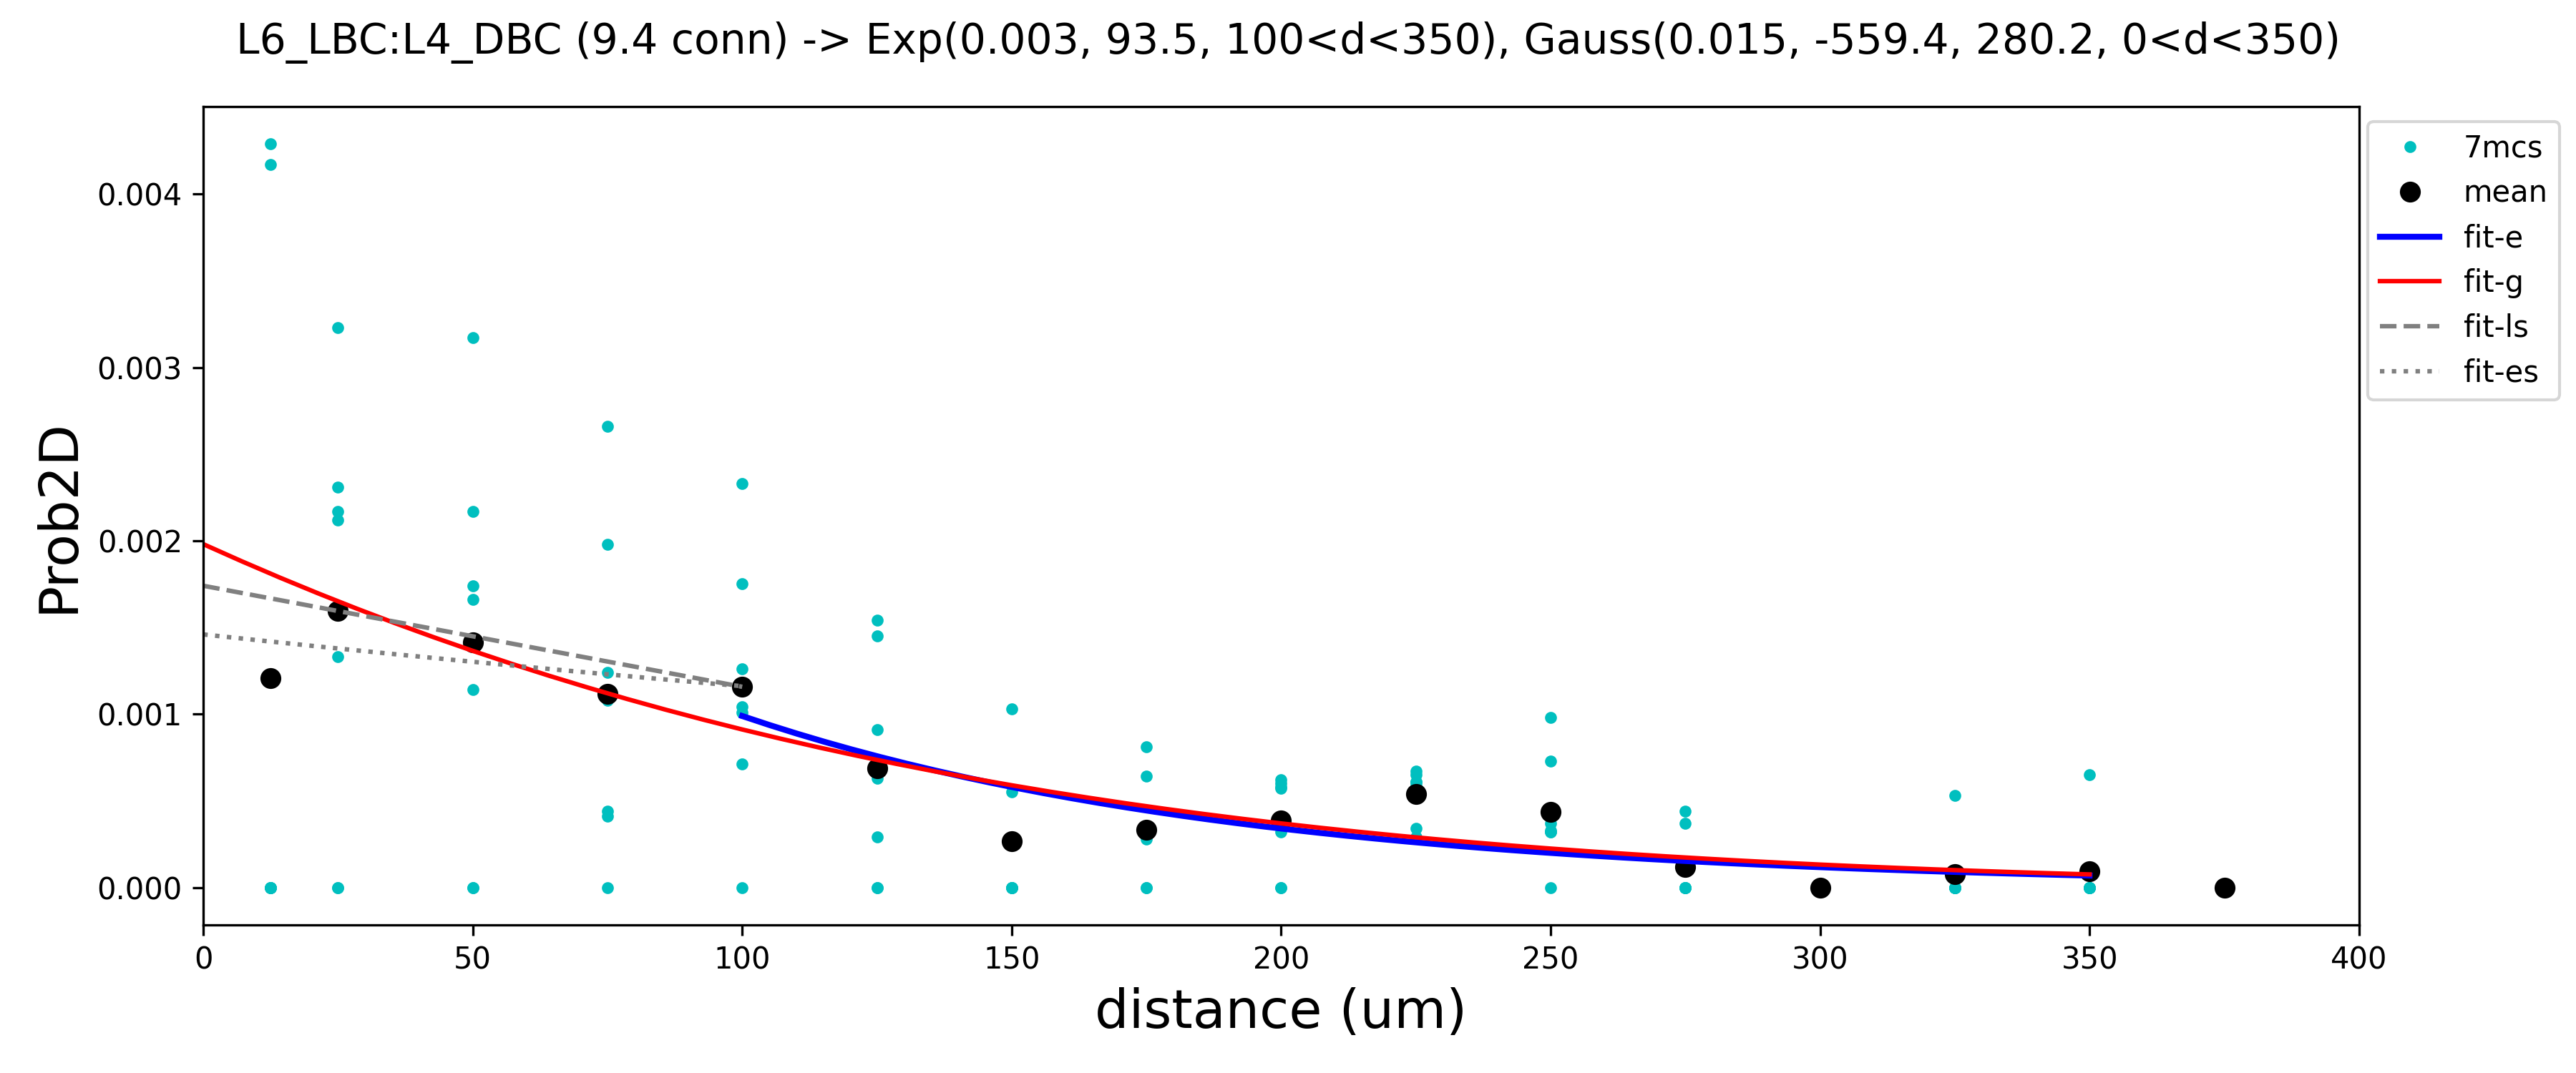 L6_LBC:L4_DBC (9.4 conn) -> Exp(0.003, 93.5, 100<d<350), Gauss(0.015, -559.4, 280.2, 0<d<350)
Prob2D
0.004
0.003
0.002
0.001
0.000
0 50 100 150 200 250 300 350 400
distance (um)
7mcs
mean
fit-e
fit-g
fit-ls
fit-es